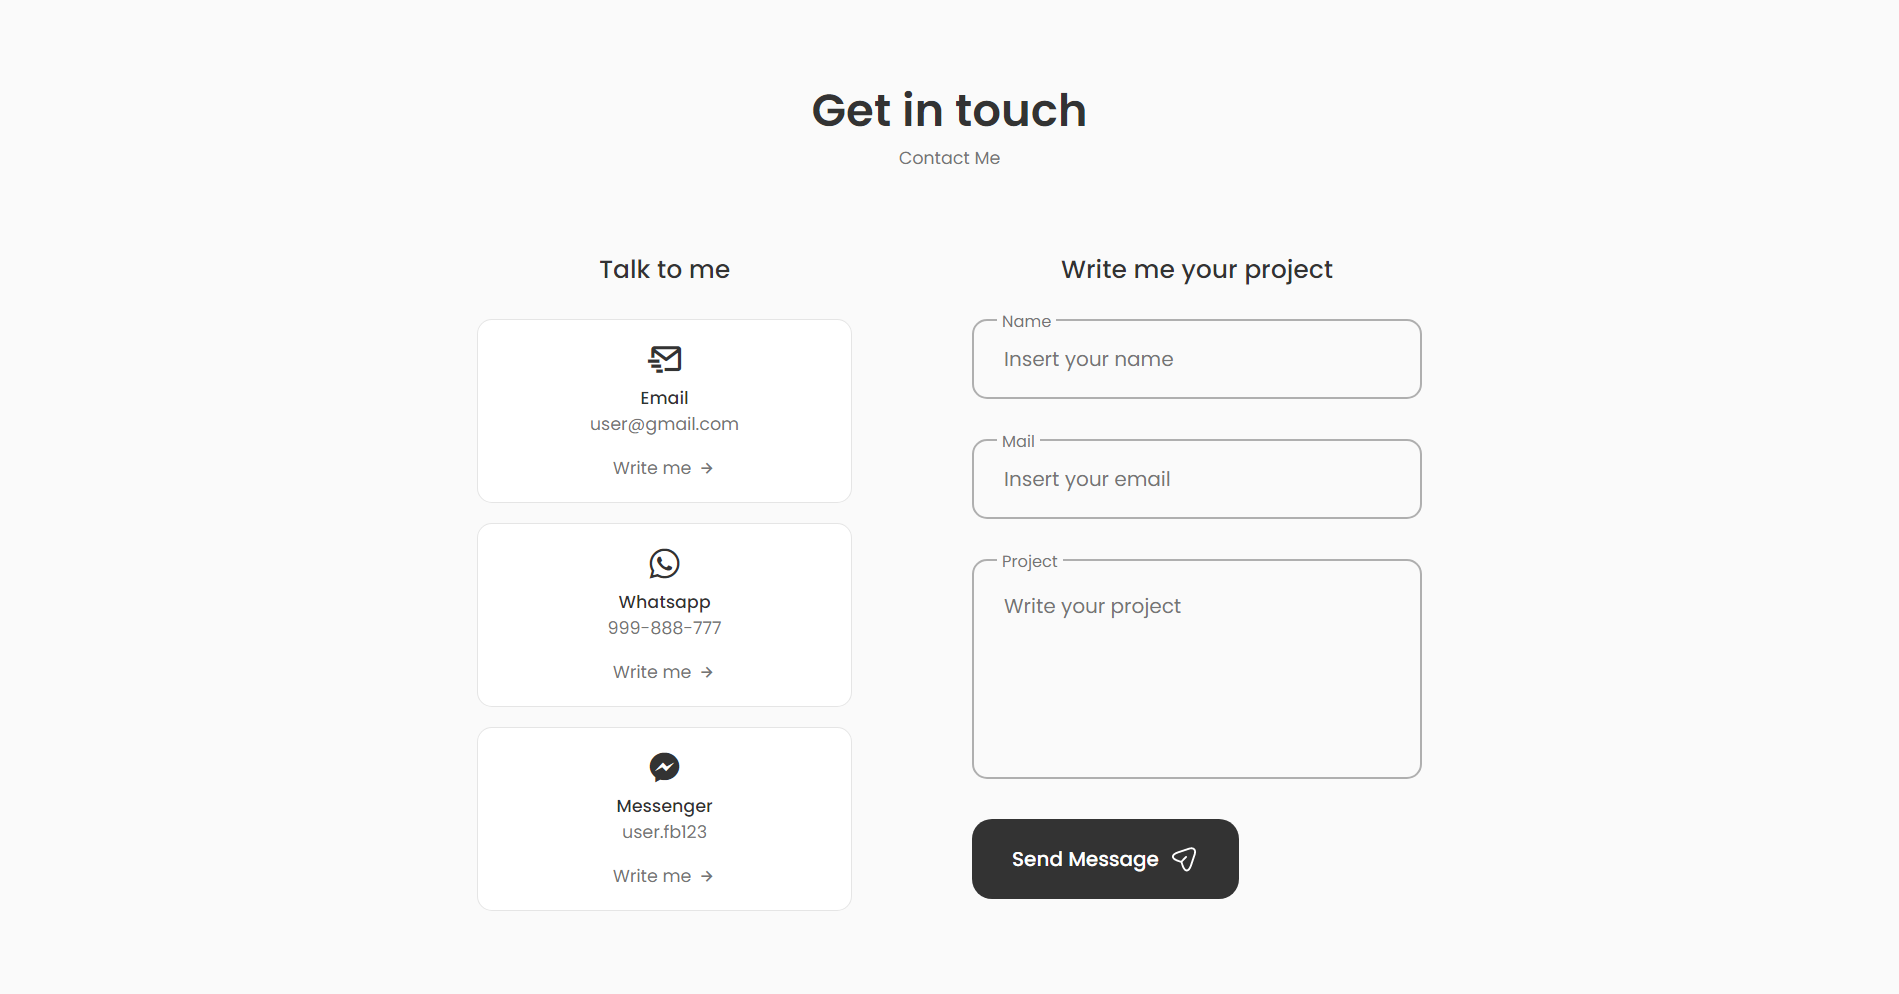 Get in touch
Contact Me
Talk to me
Email
user@gmail.com
Write me →
Whatsapp
999-888-777
Write me →
Messenger
user.fb123
Write me →
Write me your project
Name
Insert your name
Mail
Insert your email
Project
Write your project
Send Message